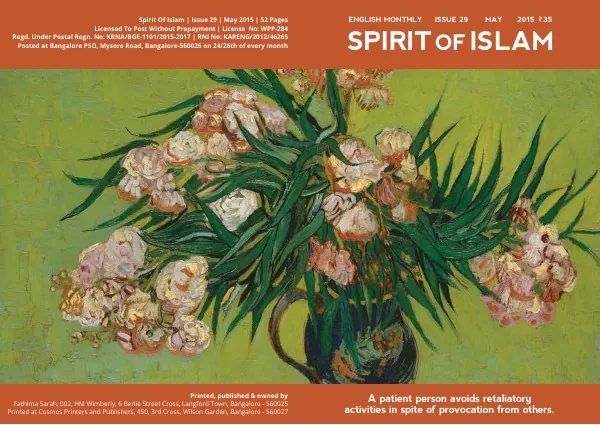 Spirit Of Islam | Issue 29 | May 2015 | 52 Pages
Licensed To Post Without Prepayment | License No: WPP-284
Regd. Under Postal Regn. No: KRNA/BGE-1101/2015-2017 | RNI No: KARENG/2012/46265
Posted at Bangalore PSO, Mysore Road, Bangalore-560026 on 24/26th of every month
ENGLISH MONTHLY ISSUE 29 MAY 2015 ₹35
SPIRIT OF ISLAM
Printed, published & owned by
Fathima Sarah, 002, HM Wimberly, 6 Berlie Street Cross, Langford Town, Bangalore - 560025
Printed at Cosmos Printers and Publishers, 450, 3rd Cross, Wilson Garden, Bangalore - 560027
A patient person avoids retaliatory
activities in spite of provocation from others.